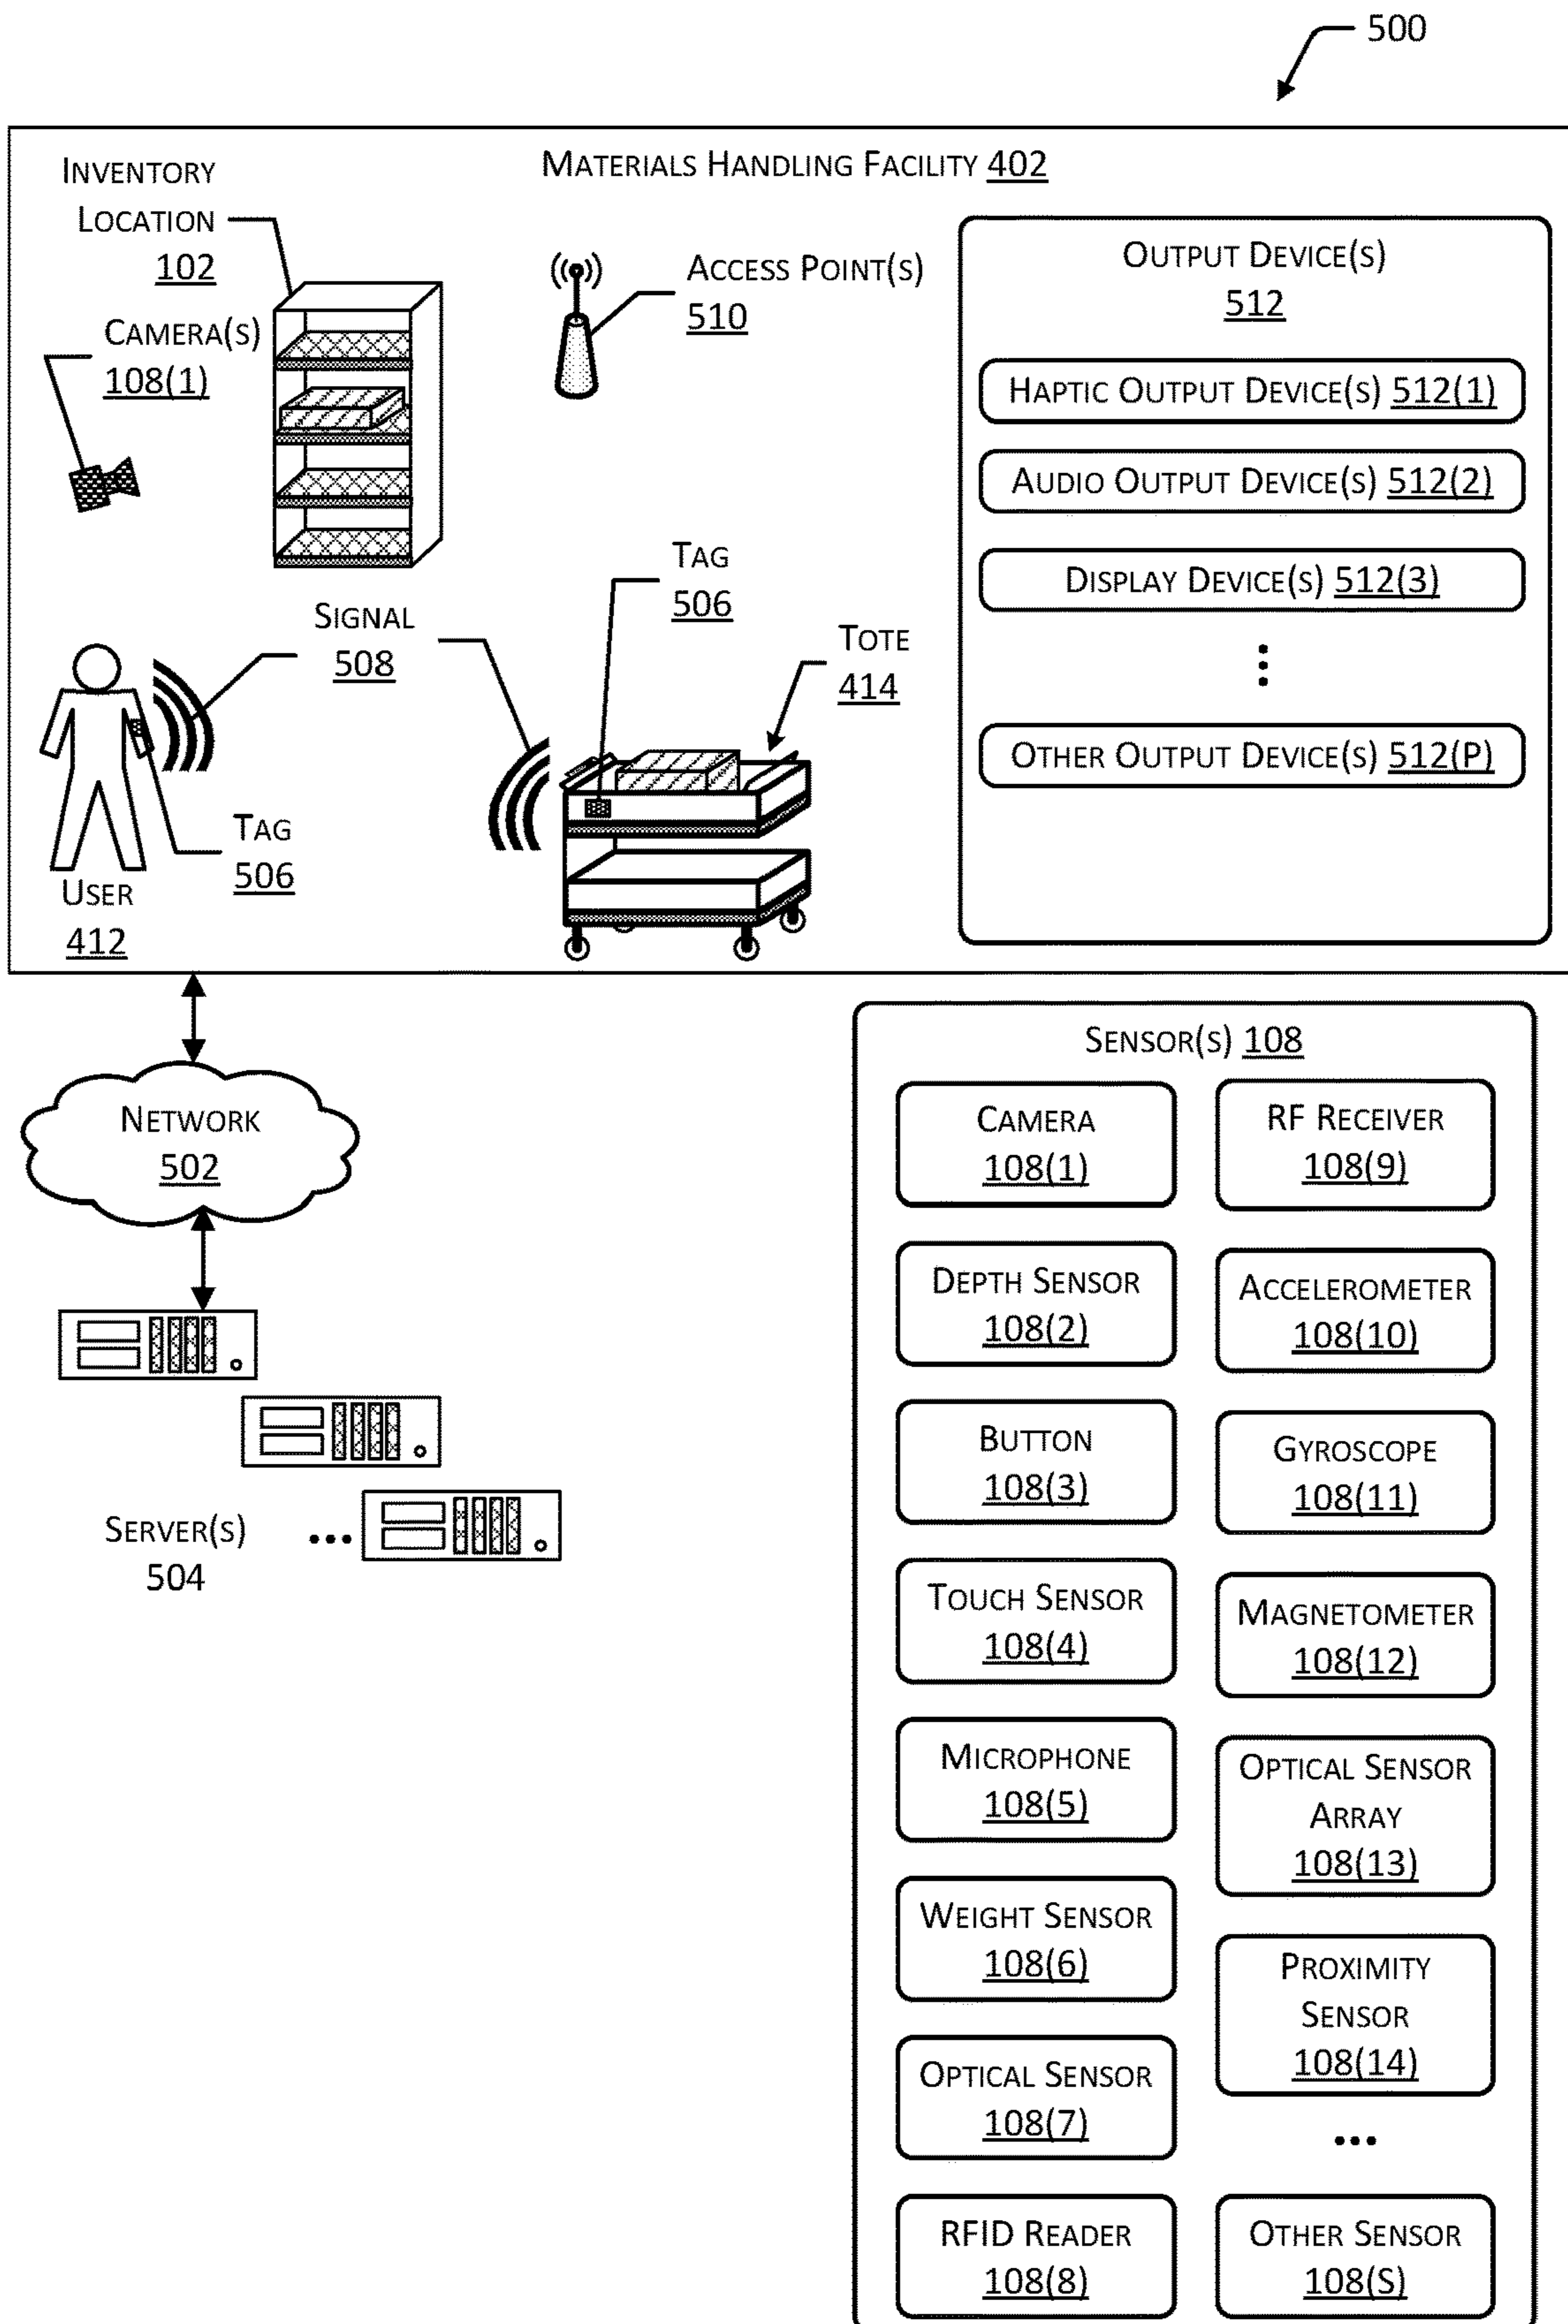 500
MATERIALS HANDLING FACILITY 402
INVENTORY
LOCATION
102
CAMERA(S)
108(1)
ACCESS POINT(S)
510
TAG
506
SIGNAL
508
TOTE
414
TAG
506
USER
412
OUTPUT DEVICE(S)
512
HAPTIC OUTPUT DEVICE(S) 512(1)
AUDIO OUTPUT DEVICE(S) 512(2)
DISPLAY DEVICE(S) 512(3)
⋮
OTHER OUTPUT DEVICE(S) 512(P)
NETWORK
502
SERVER(S)
504
•••
SENSOR(S) 108
CAMERA
108(1)
DEPTH SENSOR
108(2)
BUTTON
108(3)
TOUCH SENSOR
108(4)
MICROPHONE
108(5)
WEIGHT SENSOR
108(6)
OPTICAL SENSOR
108(7)
RFID READER
108(8)
RF RECEIVER
108(9)
ACCELEROMETER
108(10)
GYROSCOPE
108(11)
MAGNETOMETER
108(12)
OPTICAL SENSOR
ARRAY
108(13)
PROXIMITY
SENSOR
108(14)
•••
OTHER SENSOR
108(S)